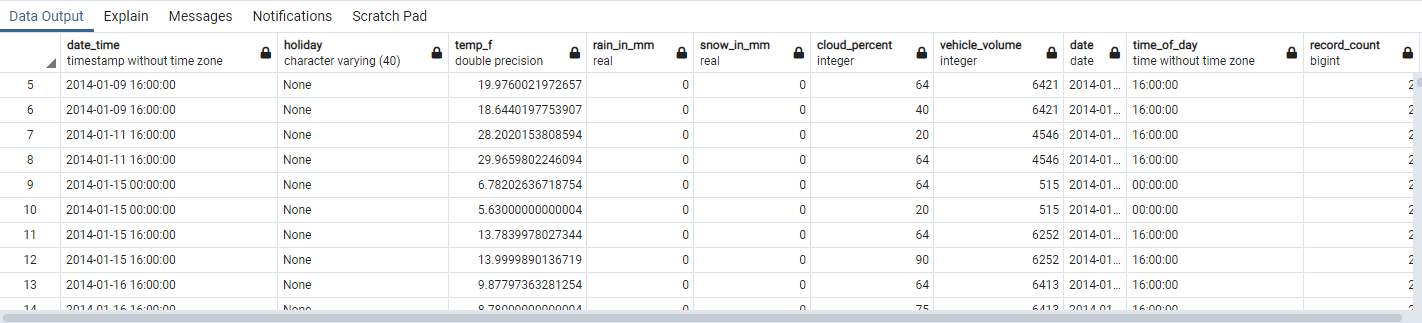 Data Output Explain Messages Notifications Scratch Pad
date_time holiday temp_f rain_in_mm snow_in_mm cloud_percent vehicle_volume date time_of_day record_count
timestamp without time zone character varying (40) double precision real real integer integer date time without time zone bigint
5 2014-01-09 16:00:00 None 19.9760021972657 0 0 64 6421 2014-01... 16:00:00 2
6 2014-01-09 16:00:00 None 18.6440197753907 0 0 40 6421 2014-01... 16:00:00 2
7 2014-01-11 16:00:00 None 28.2020153808594 0 0 20 4546 2014-01... 16:00:00 2
8 2014-01-11 16:00:00 None 29.9659802246094 0 0 64 4546 2014-01... 16:00:00 2
9 2014-01-15 00:00:00 None 6.78202636718754 0 0 64 515 2014-01... 00:00:00 2
10 2014-01-15 00:00:00 None 5.63000000000004 0 0 20 515 2014-01... 00:00:00 2
11 2014-01-15 16:00:00 None 13.7839978027344 0 0 64 6252 2014-01... 16:00:00 2
12 2014-01-15 16:00:00 None 13.9999890136719 0 0 90 6252 2014-01... 16:00:00 2
13 2014-01-16 16:00:00 None 9.87797363281254 0 0 64 6413 2014-01... 16:00:00 2
14 2014-01-16 16:00:00 None 8.78000000000004 0 0 75 6413 2014-01... 16:00:00 2